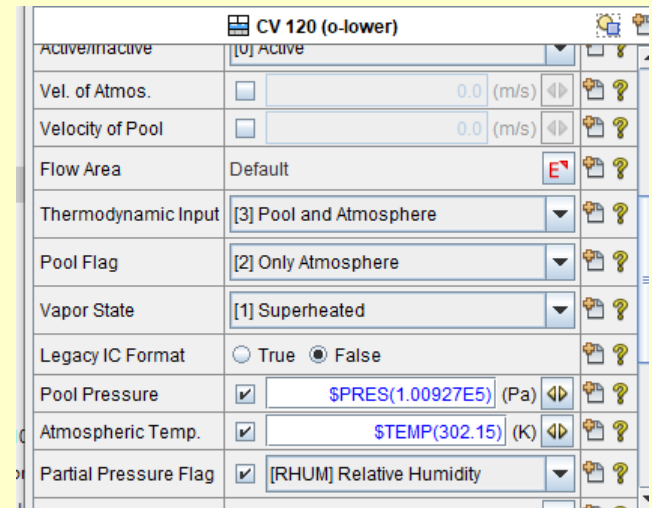 CV 120 (o-lower)
Active/Inactive [0] Active
Vel. of Atmos. 0.0 (m/s)
Velocity of Pool 0.0 (m/s)
Flow Area Default E
Thermodynamic Input [3] Pool and Atmosphere
Pool Flag [2] Only Atmosphere
Vapor State [1] Superheated
Legacy IC Format True False
Pool Pressure $PRES(1.00927E5) (Pa)
Atmospheric Temp. $TEMP(302.15) (K)
Partial Pressure Flag [RHUM] Relative Humidity